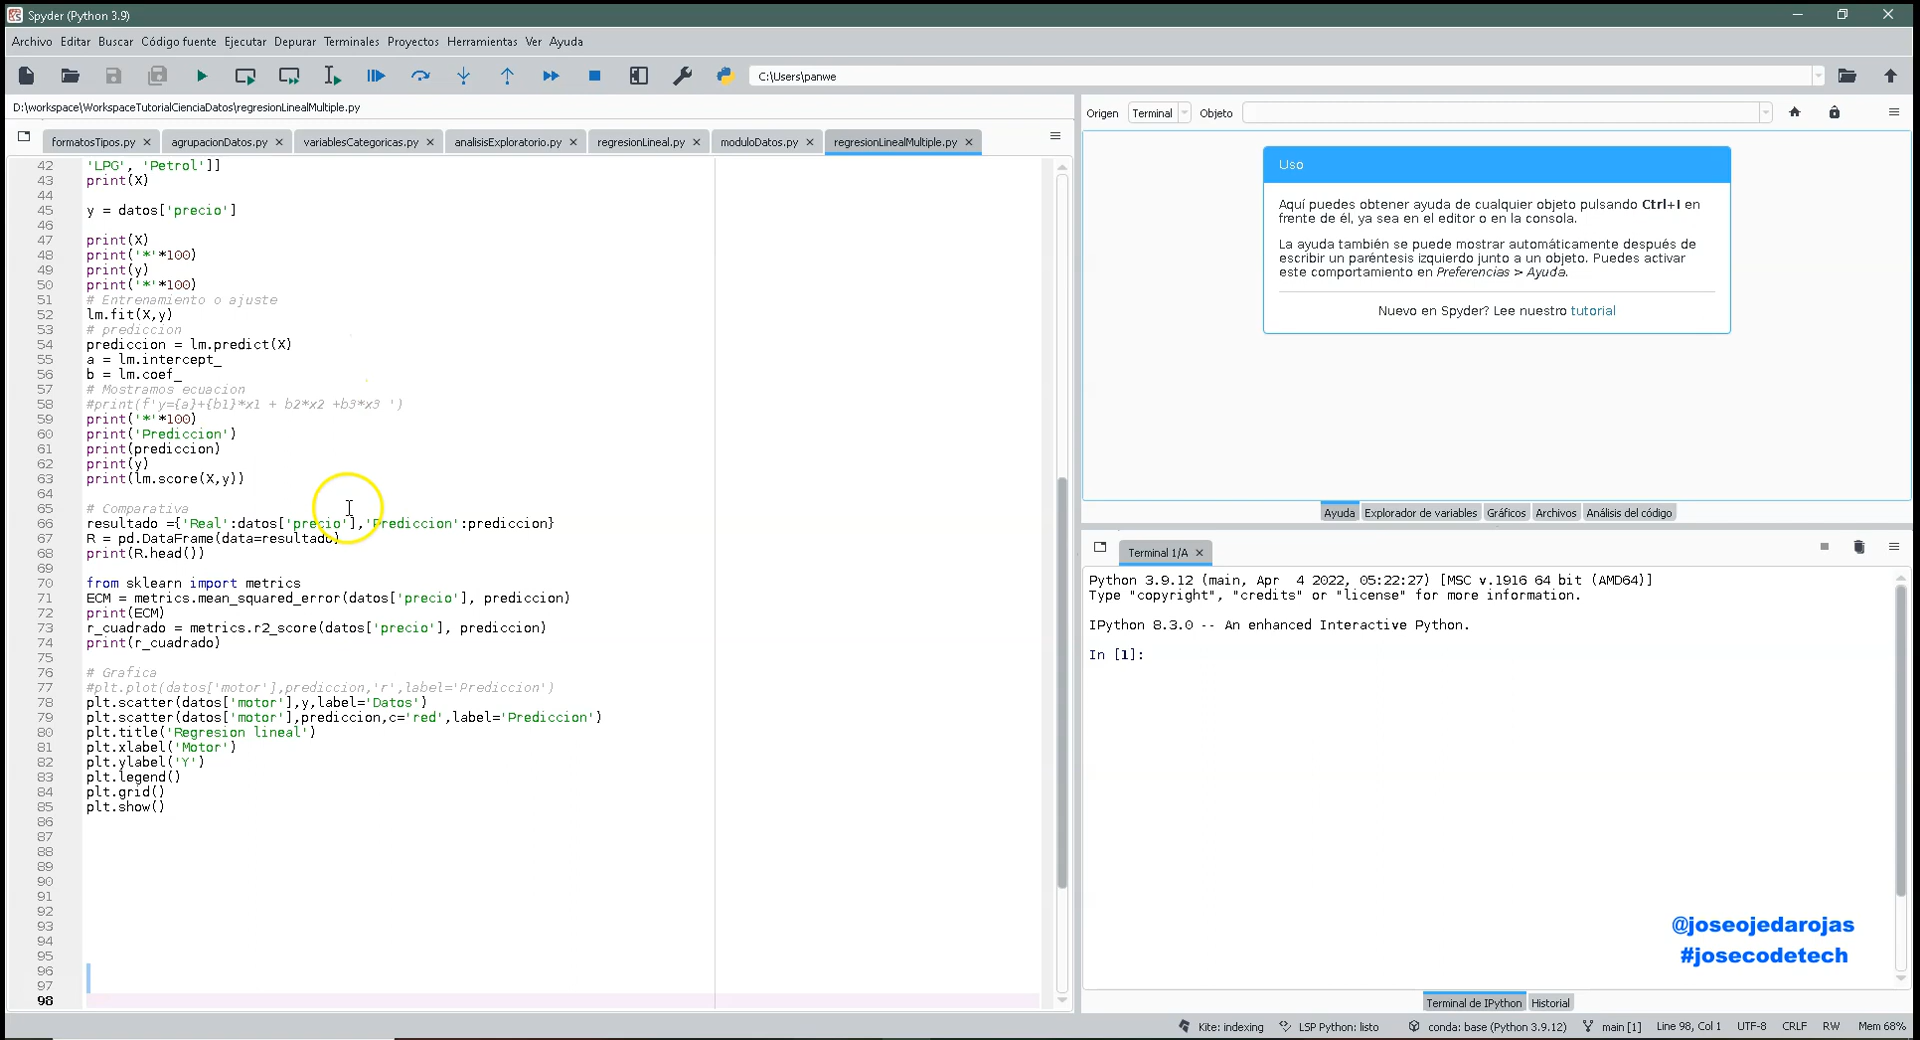 Spyder (Python 3.9)
Archivo Editar Buscar Código fuente Ejecutar Depurar Terminales Proyectos Herramientas Ver Ayuda
C:\Users\panwe
D:\workspace\WorkspaceTutorialCienciaDatos\regresionLinealMultiple.py
formatosTipos.py agrupacionDatos.py variablesCategoricas.py analisisExploratorio.py regresionLineal.py moduloDatos.py regresionLinealMultiple.py
42 'LPG', 'Petrol']]
43 print(X)
44
45 y = datos['precio']
46
47 print(X)
48 print('*'*100)
49 print(y)
50 print('*'*100)
51 # Entrenamiento o ajuste
52 lm.fit(X,y)
53 # prediccion
54 prediccion = lm.predict(X)
55 a = lm.intercept_
56 b = lm.coef_
57 # Mostramos ecuacion
58 #print(f'y={a}+{b1}*x1 + b2*x2 +b3*x3 ')
59 print('*'*100)
60 print('Prediccion')
61 print(prediccion)
62 print(y)
63 print(lm.score(X,y))
64
65 # Comparativa
66 resultado ={'Real':datos['precio'],'Prediccion':prediccion}
67 R = pd.DataFrame(data=resultado)
68 print(R.head())
69
70 from sklearn import metrics
71 ECM = metrics.mean_squared_error(datos['precio'], prediccion)
72 print(ECM)
73 r_cuadrado = metrics.r2_score(datos['precio'], prediccion)
74 print(r_cuadrado)
75
76 # Grafica
77 #plt.plot(datos['motor'],prediccion,'r',label='Prediccion')
78 plt.scatter(datos['motor'],y,label='Datos')
79 plt.scatter(datos['motor'],prediccion,c='red',label='Prediccion')
80 plt.title('Regresion lineal')
81 plt.xlabel('Motor')
82 plt.ylabel('Y')
83 plt.legend()
84 plt.grid()
85 plt.show()
86
87
88
89
90
91
92
93
94
95
96
97
98
Origen Terminal Objeto
Uso
Aquí puedes obtener ayuda de cualquier objeto pulsando Ctrl+I en
frente de él, ya sea en el editor o en la consola.
La ayuda también se puede mostrar automáticamente después de
escribir un paréntesis izquierdo junto a un objeto. Puedes activar
este comportamiento en Preferencias > Ayuda.
Nuevo en Spyder? Lee nuestro tutorial
Ayuda Explorador de variables Gráficos Archivos Análisis del código
Terminal 1/A
Python 3.9.12 (main, Apr 4 2022, 05:22:27) [MSC v.1916 64 bit (AMD64)]
Type "copyright", "credits" or "license" for more information.
IPython 8.3.0 -- An enhanced Interactive Python.
In [1]:
@joseojedarojas
#josecodetech
Terminal de IPython Historial
Kite: indexing LSP Python: listo conda: base (Python 3.9.12) main [1] Line 98, Col 1 UTF-8 CRLF RW Mem 68%